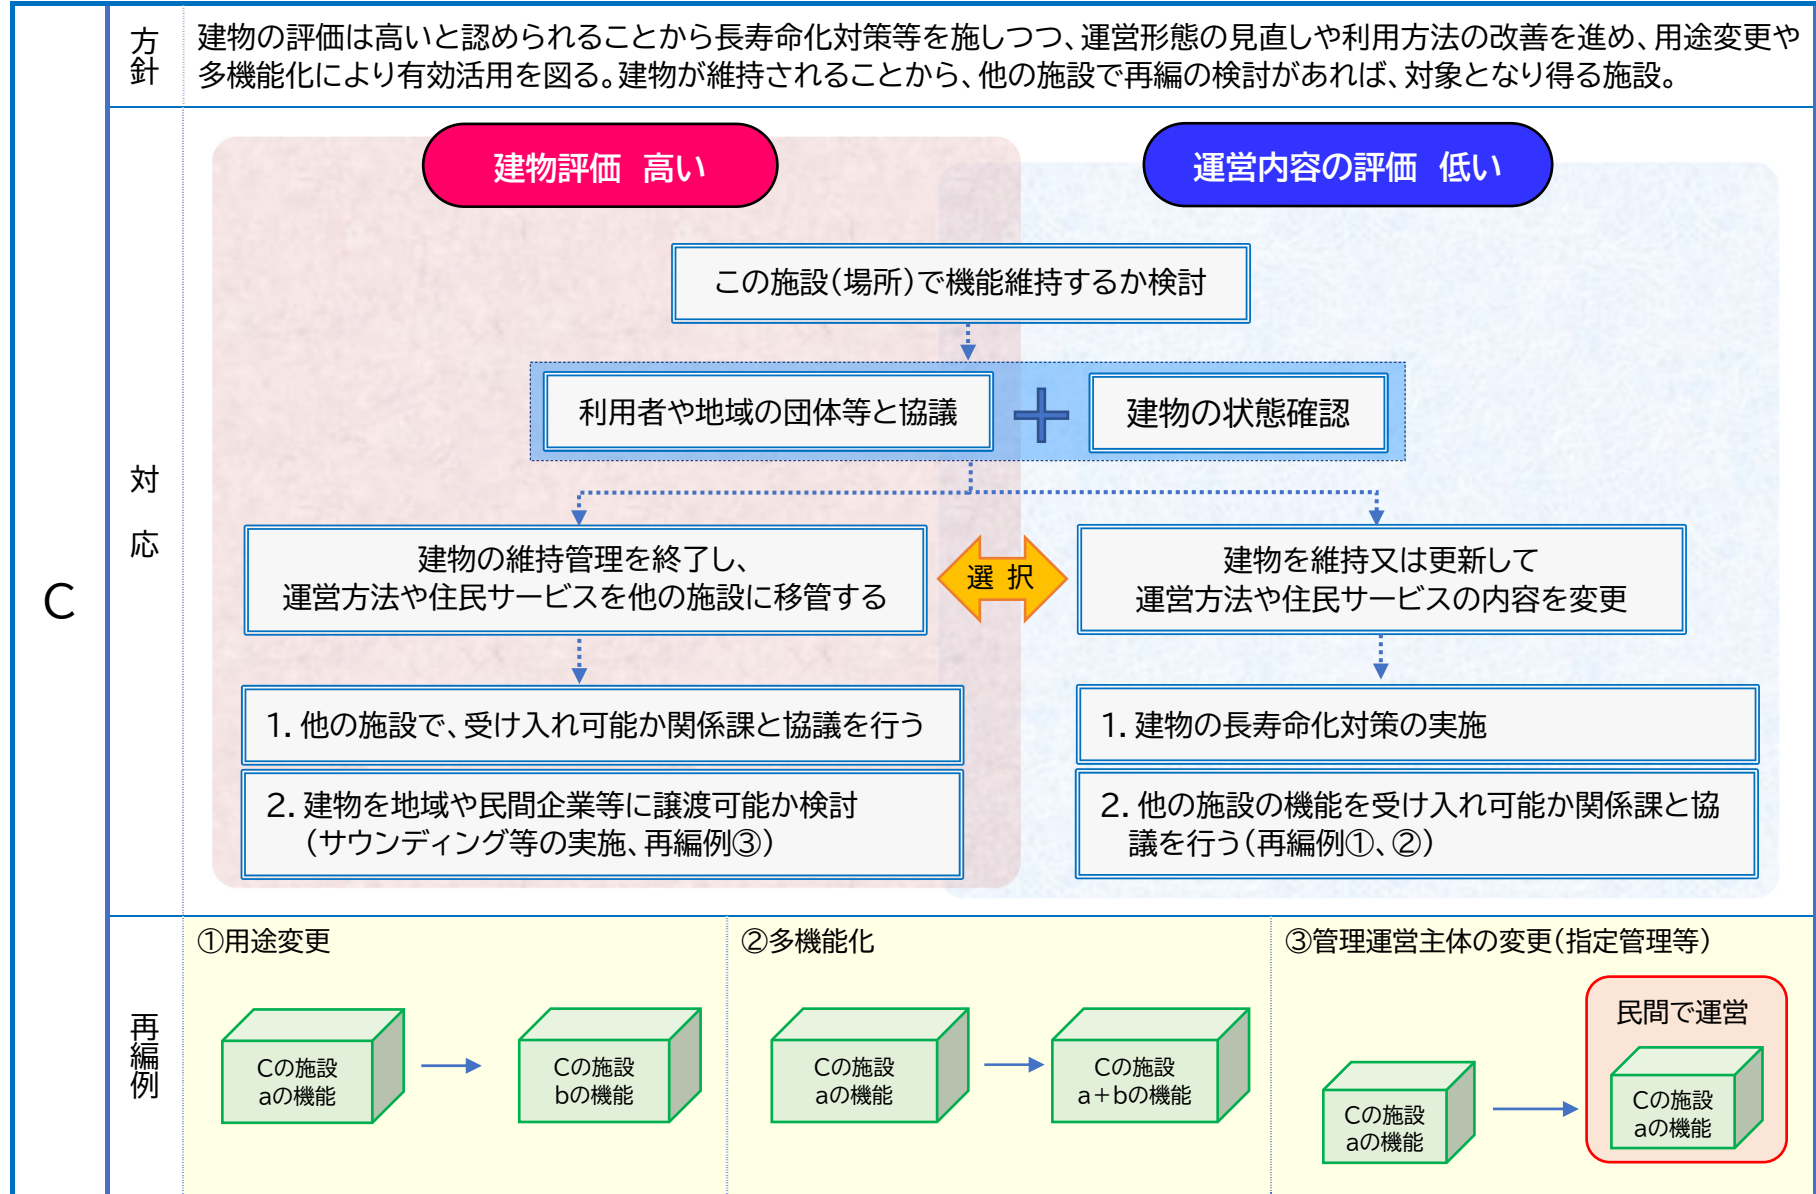 C
方針
建物の評価は高いと認められることから長寿命化対策等を施しつつ、運営形態の見直しや利用方法の改善を進め、用途変更や
多機能化により有効活用を図る。建物が維持されることから、他の施設で再編の検討があれば、対象となり得る施設。
対応
建物評価 高い
運営内容の評価 低い
この施設(場所)で機能維持するか検討
利用者や地域の団体等と協議
＋
建物の状態確認
建物の維持管理を終了し、
運営方法や住民サービスを他の施設に移管する
選択
建物を維持又は更新して
運営方法や住民サービスの内容を変更
1. 他の施設で、受け入れ可能か関係課と協議を行う
2. 建物を地域や民間企業等に譲渡可能か検討
(サウンディング等の実施、再編例③)
1. 建物の長寿命化対策の実施
2. 他の施設の機能を受け入れ可能か関係課と協
議を行う(再編例①、②)
再編例
①用途変更
Cの施設
aの機能
Cの施設
bの機能
②多機能化
Cの施設
aの機能
Cの施設
a＋bの機能
③管理運営主体の変更(指定管理等)
Cの施設
aの機能
民間で運営
Cの施設
aの機能